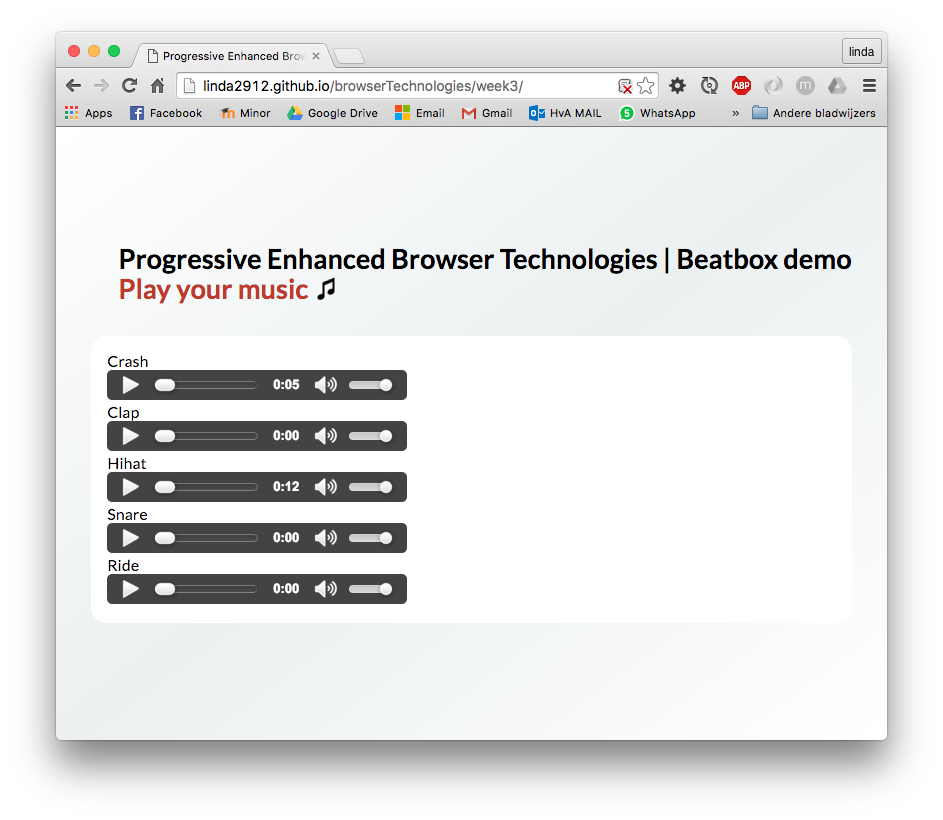 Progressive Enhanced Brow
linda
linda2912.github.io/browserTechnologies/week3/
ABP
m
Apps Facebook Minor Google Drive Email Gmail HvA MAIL 5 WhatsApp » Andere bladwijzers
Progressive Enhanced Browser Technologies | Beatbox demo
Play your music
Crash
0:05
Clap
0:00
Hihat
0:12
Snare
0:00
Ride
0:00